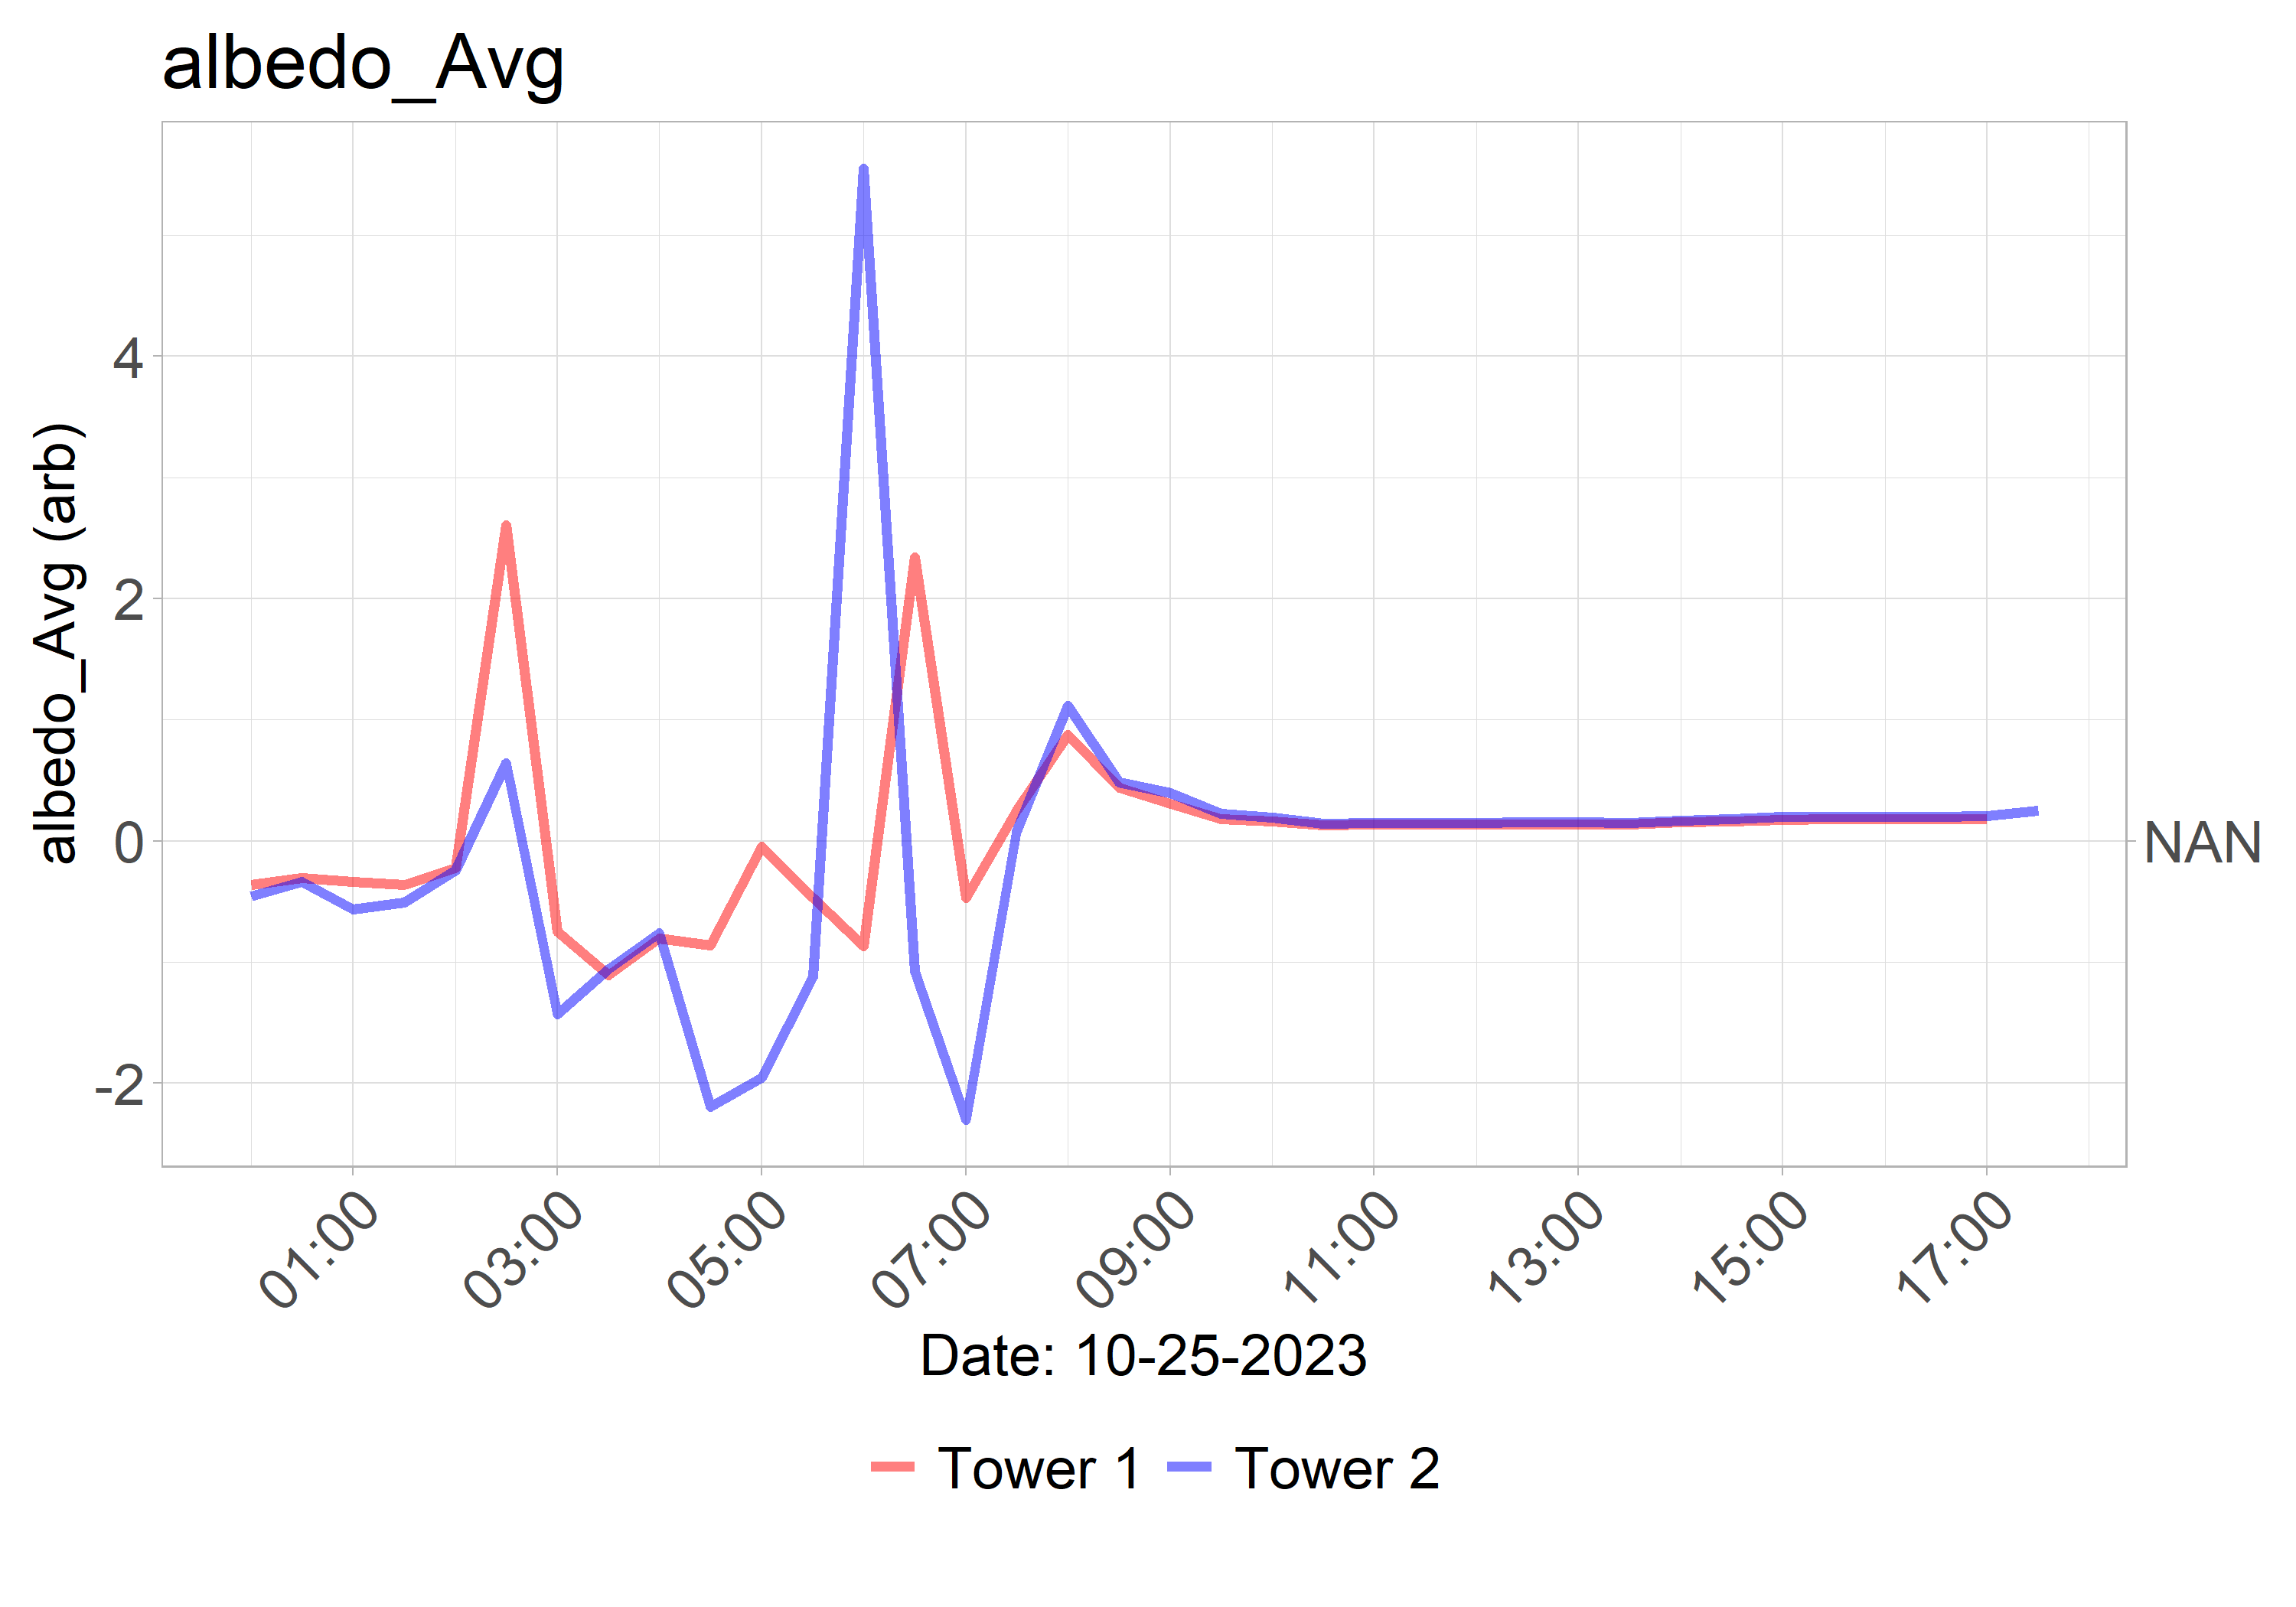 albedo_Avg
albedo_Avg (arb)
4
2
0
-2
NAN
01:00
03:00
05:00
07:00
09:00
11:00
13:00
15:00
17:00
Date: 10-25-2023
Tower 1
Tower 2